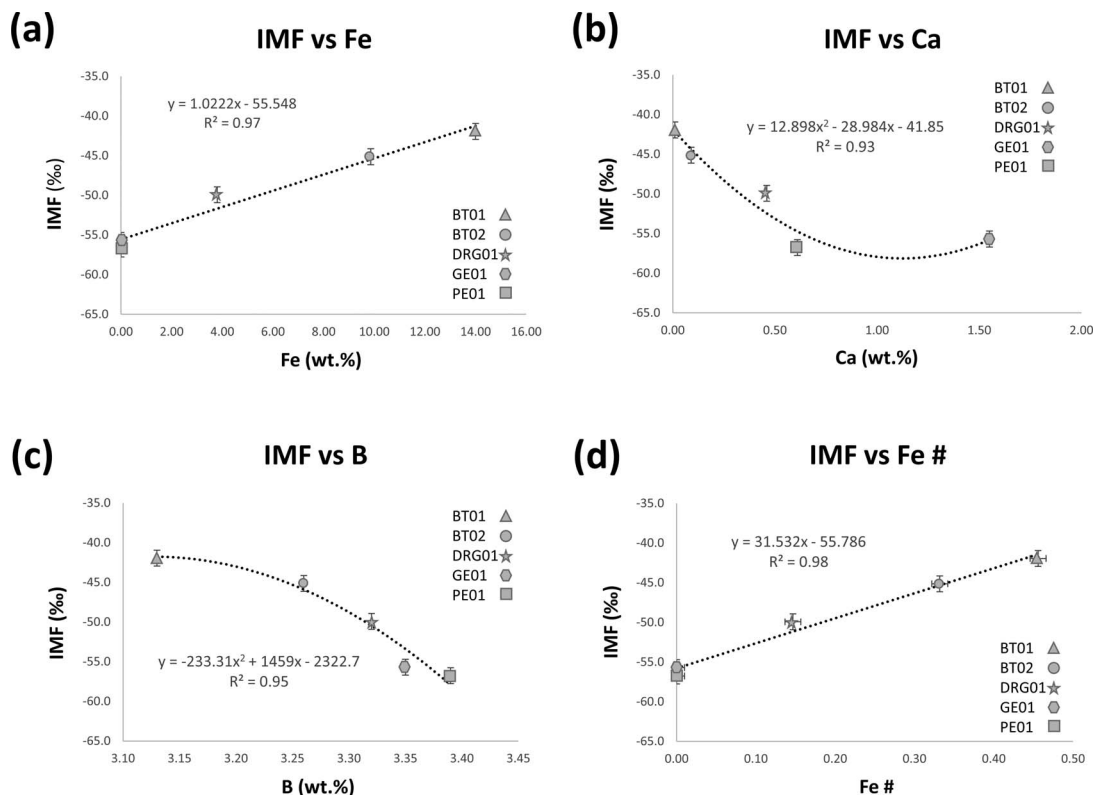 (a)
IMF vs Fe
-35.0
-40.0
-45.0
-50.0
-55.0
-60.0
-65.0
IMF (‰)
y = 1.0222x - 55.548
R² = 0.97
BT01
BT02
DRG01
GE01
PE01
0.00 2.00 4.00 6.00 8.00 10.00 12.00 14.00 16.00
Fe (wt.%)
(b)
IMF vs Ca
-35.0
-40.0
-45.0
-50.0
-55.0
-60.0
-65.0
IMF (‰)
BT01
BT02
DRG01
GE01
PE01
y = 12.898x² - 28.984x - 41.85
R² = 0.93
0.00 0.50 1.00 1.50 2.00
Ca (wt.%)
(c)
IMF vs B
-35.0
-40.0
-45.0
-50.0
-55.0
-60.0
-65.0
IMF (‰)
BT01
BT02
DRG01
GE01
PE01
y = -233.31x² + 1459x - 2322.7
R² = 0.95
3.10 3.15 3.20 3.25 3.30 3.35 3.40 3.45
B (wt.%)
(d)
IMF vs Fe #
-35.0
-40.0
-45.0
-50.0
-55.0
-60.0
-65.0
IMF (‰)
y = 31.532x - 55.786
R² = 0.98
BT01
BT02
DRG01
GE01
PE01
0.00 0.10 0.20 0.30 0.40 0.50
Fe #